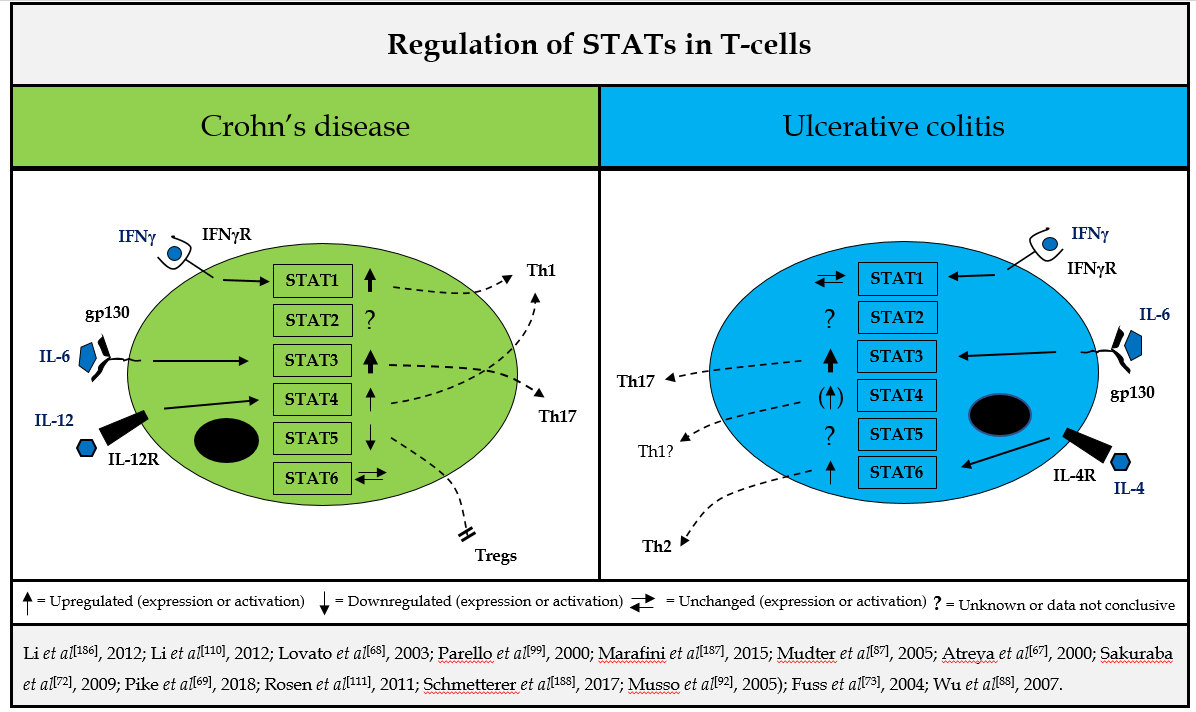 Regulation of STATs in T-cells
Crohn's disease
Ulcerative colitis
IFNγ
IFNγR
STAT1
Th1
gp130
STAT2 ?
IL-6
STAT3
STAT4
Th17
IL-12
STAT5
IL-12R
STAT6
Tregs
IFNγ
STAT1
IFNγR
? STAT2
IL-6
STAT3
Th17
gp130
(↑) STAT4
Th1?
? STAT5
STAT6
IL-4R
IL-4
Th2
↑ = Upregulated (expression or activation) ↓ = Downregulated (expression or activation) ⇄ = Unchanged (expression or activation) ? = Unknown or data not conclusive
Li et al[186], 2012; Li et al[110], 2012; Lovato et al[68], 2003; Parello et al[99], 2000; Marafini et al[187], 2015; Mudter et al[87], 2005; Atreya et al[67], 2000; Sakuraba
et al[72], 2009; Pike et al[69], 2018; Rosen et al[111], 2011; Schmetterer et al[188], 2017; Musso et al[92], 2005); Fuss et al[73], 2004; Wu et al[88], 2007.